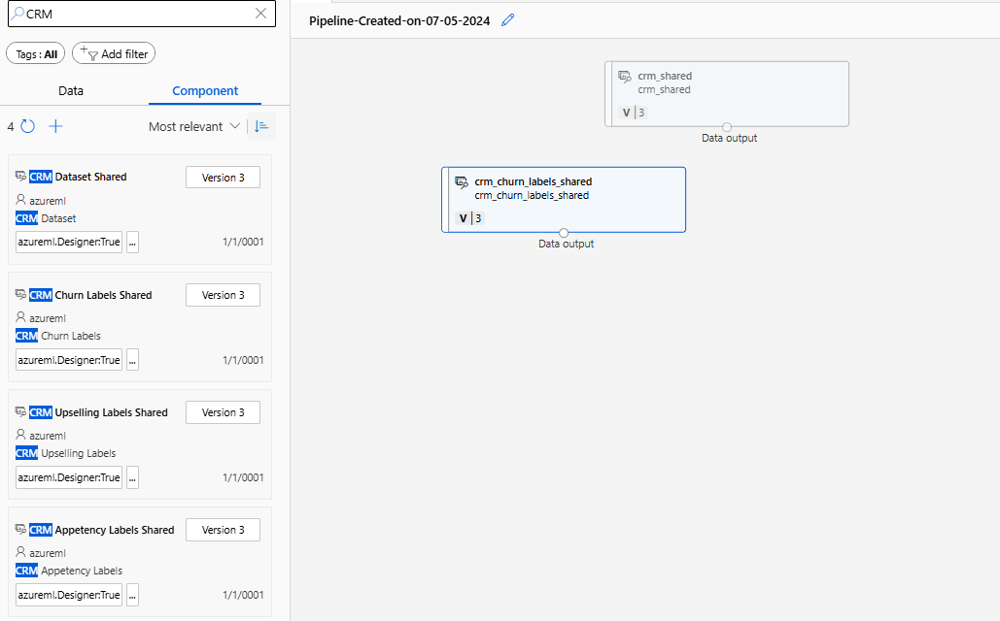 CRM
Tags : All
Add filter
Data
Component
4
Most relevant
CRM Dataset Shared
Version 3
azureml
CRM Dataset
azureml.Designer:True
...
1/1/0001
CRM Churn Labels Shared
Version 3
azureml
CRM Churn Labels
azureml.Designer:True
...
1/1/0001
CRM Upselling Labels Shared
Version 3
azureml
CRM Upselling Labels
azureml.Designer:True
...
1/1/0001
CRM Appetency Labels Shared
Version 3
azureml
CRM Appetency Labels
azureml.Designer:True
...
1/1/0001
Pipeline-Created-on-07-05-2024
crm_shared
crm_shared
V | 3
Data output
crm_churn_labels_shared
crm_churn_labels_shared
V | 3
Data output